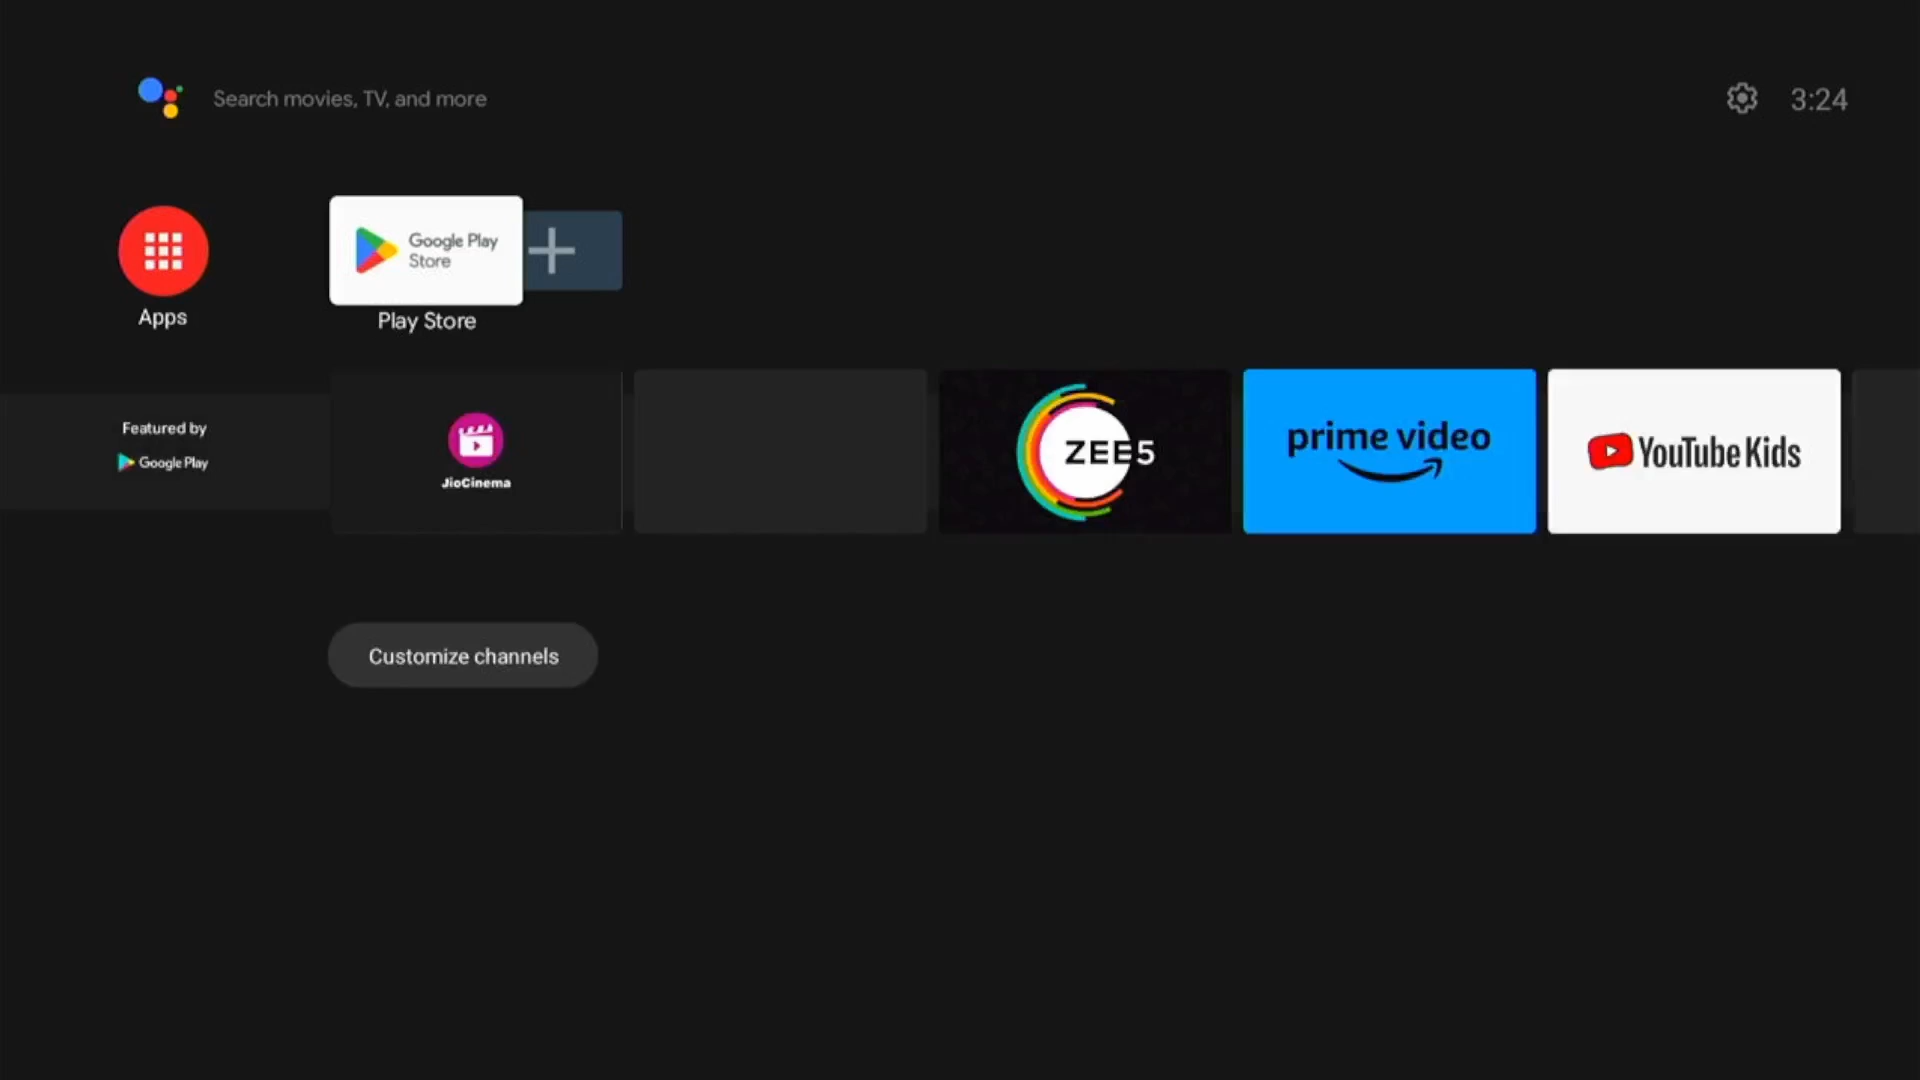 Search movies, TV, and more
3:24
Google Play
Store
Apps
Play Store
Featured by
Google Play
JioCinema
ZEE5
prime video
YouTube Kids
Customize channels